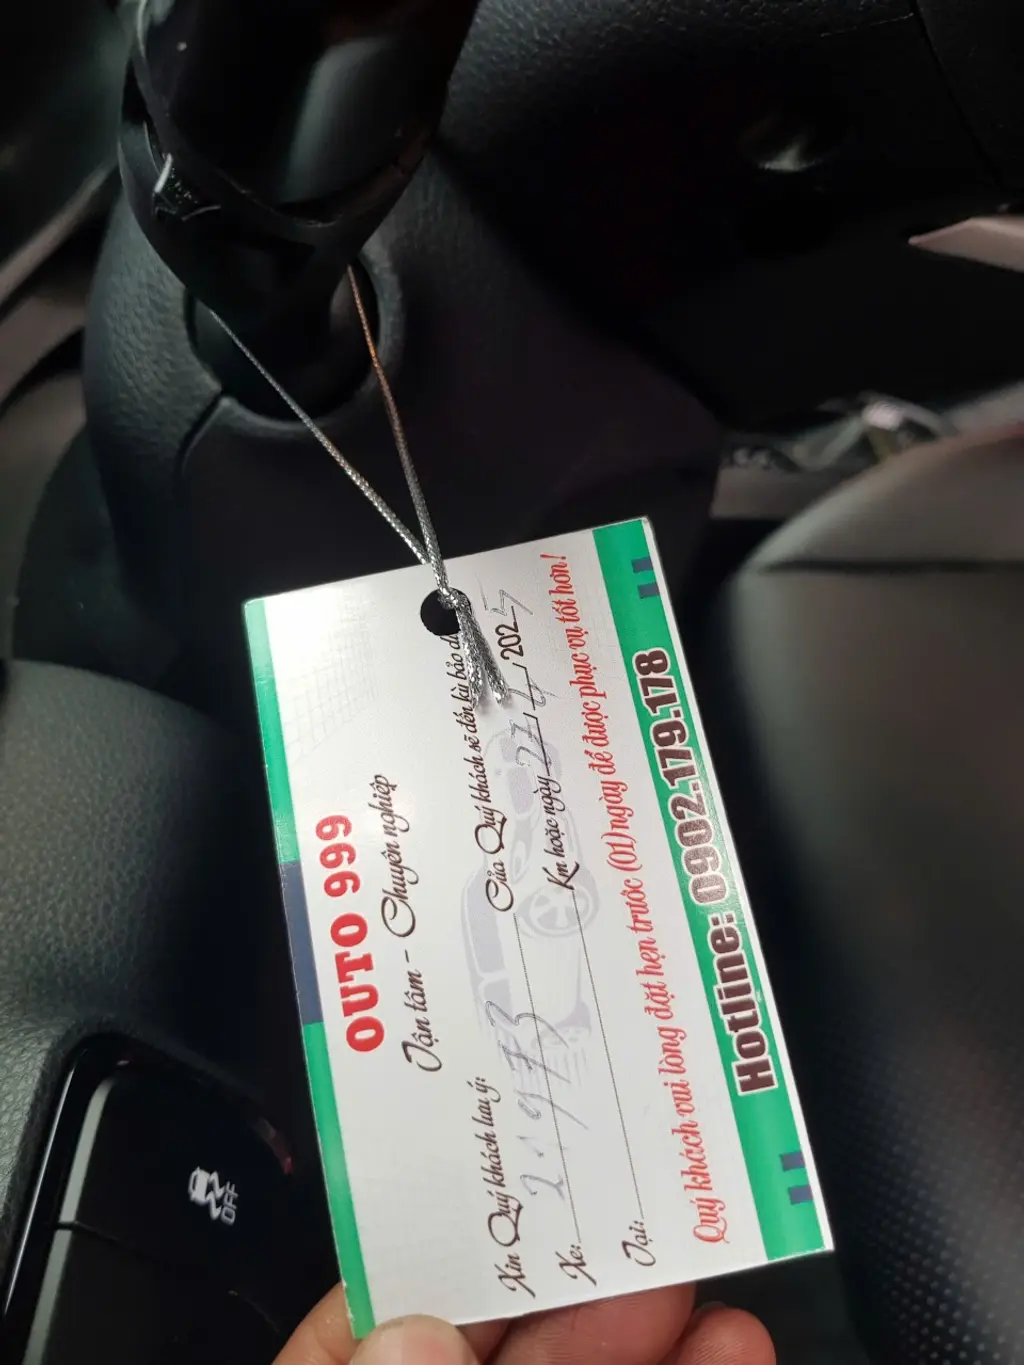 OUTO 999
Tận tâm - Chuyên nghiệp
Xin Quý khách lưu ý:
Xe: Của Quý khách sẽ đến kỳ bảo
Tại: Km hoặc ngày 27/ /202
Quý khách vui lòng đặt hẹn trước (01) ngày để được phục vụ tốt hơn!
Hotline: 0902.179.178
OFF